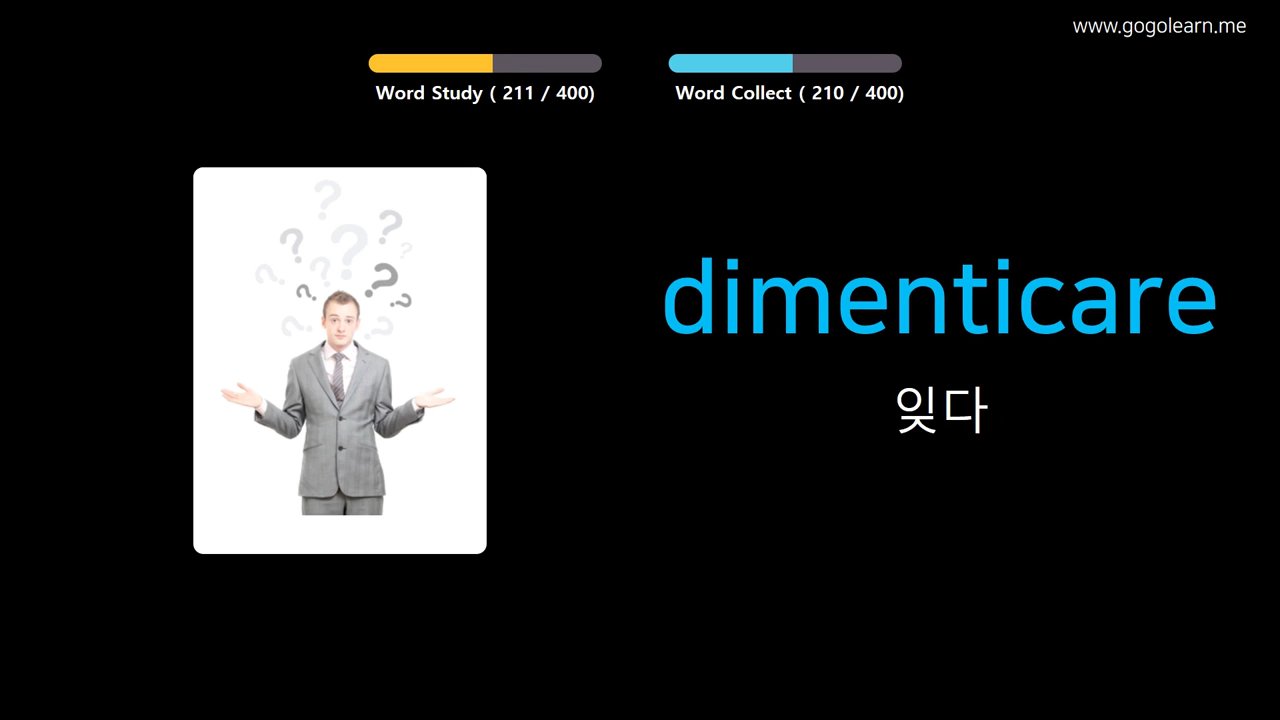 www.gogolearn.me
Word Study ( 211 / 400)
Word Collect ( 210 / 400)
dimenticare
잊다